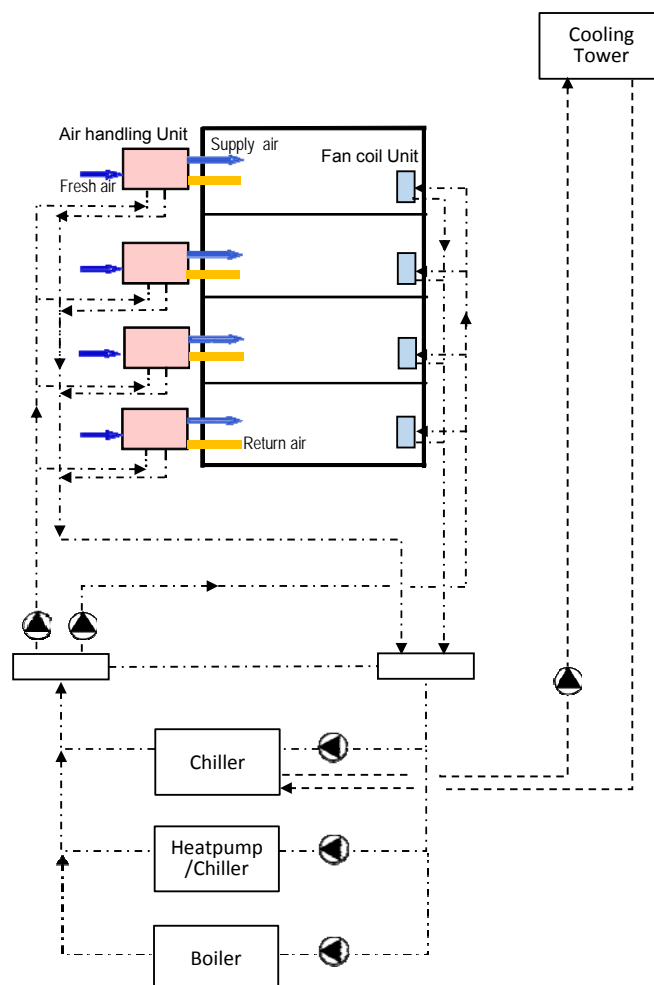 Cooling
Tower
Air handling Unit
Supply air
Fan coil Unit
Fresh air
Return air
Chiller
Heatpump
/Chiller
Boiler